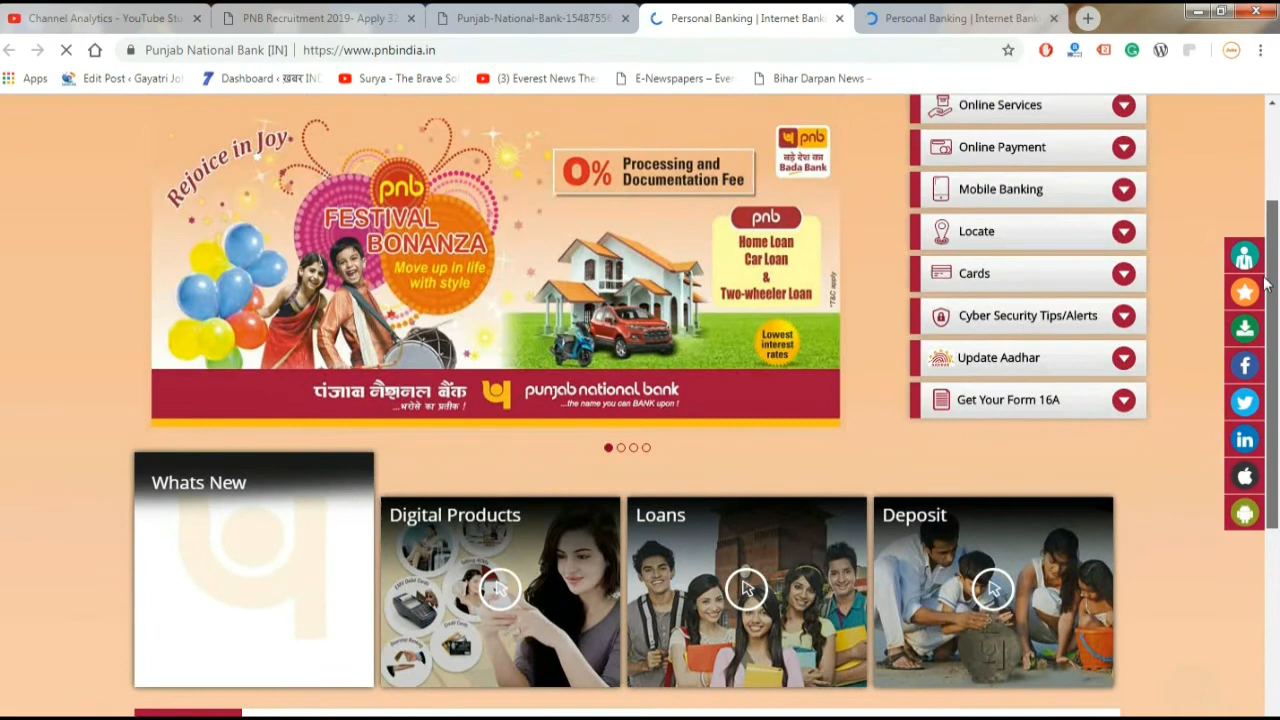 Channel Analytics - YouTube Stu
PNB Recruitment 2019- Apply 32
Punjab-National-Bank-15487556
Personal Banking | Internet Bank
Personal Banking | Internet Bank
Punjab National Bank [IN] | https://www.pnbindia.in
Apps
Edit Post ‹ Gayatri Jo
Dashboard ‹ ख़बर IND
Surya - The Brave So
(3) Everest News The
E-Newspapers – Ever
Bihar Darpan News –
Rejoice in Joy.
pnb
FESTIVAL
BONANZA
Move up in life
with style
0% Processing and
Documentation Fee
pnb
बड़े देश का
Bada Bank
pnb
Home Loan
Car Loan
&
Two-wheeler Loan
*T&C apply
Lowest
interest
rates
पंजाब नैशनल बैंक
...भरोसे का प्रतीक !
punjab national bank
...the name you can BANK upon !
Online Services
Online Payment
Mobile Banking
Locate
Cards
Cyber Security Tips/Alerts
Update Aadhar
Get Your Form 16A
Whats New
Digital Products
Loans
Deposit